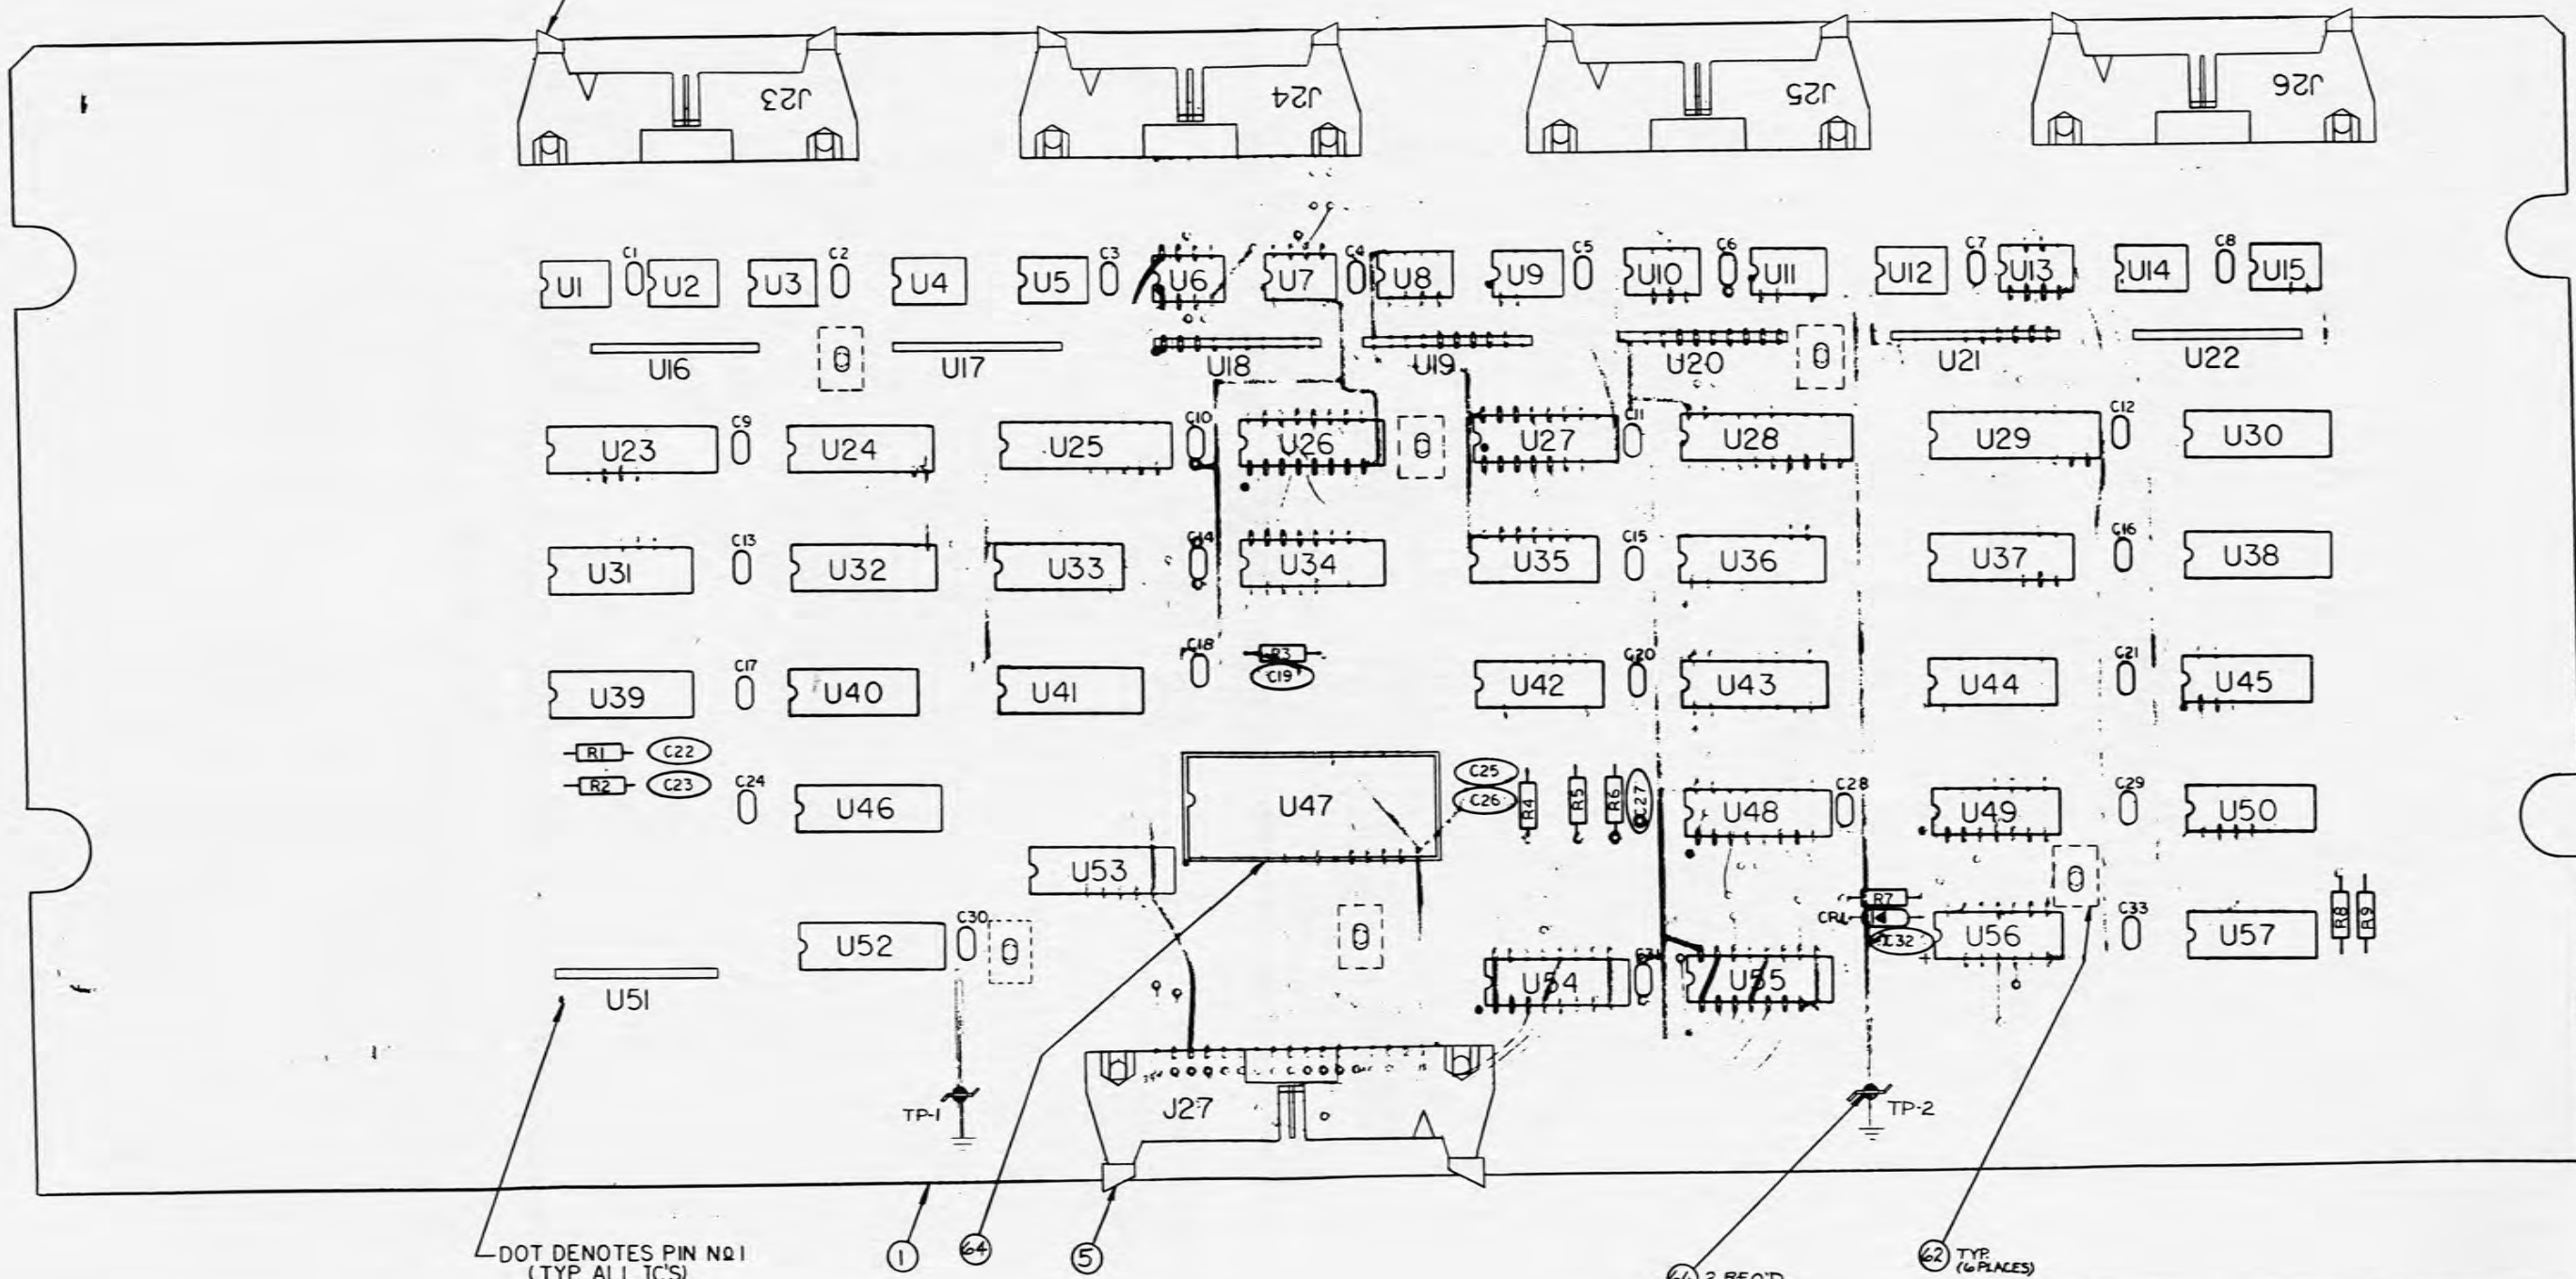 J23 J24 J25 J26
C1 C2 C3 C4 C5 C6 C7 C8
U1 U2 U3 U4 U5 U6 U7 U8 U9 U10 U11 U12 U13 U14 U15
U16 U17 U18 U19 U20 U21 U22
C9 C10 C11 C12
U23 U24 U25 U26 U27 U28 U29 U30
C13 C14 C15 C16
U31 U32 U33 U34 U35 U36 U37 U38
C17 C18 R3 C20 C21
C19
U39 U40 U41 U42 U43 U44 U45
R1 C22
R2 C23 C24 C25 C28 C29
C26 R4 R5 R6 C27
U46 U47 U48 U49 U50
U53
R7
C30 CR1 C33 R8 R9
U52 C32 U56 U57
U51 U54 U55
J27
TP-1 TP-2
DOT DENOTES PIN Nº1
(TYP ALL IC'S)
1 64 5
62 TYP.
(6 PLACES)
2 REQ'D